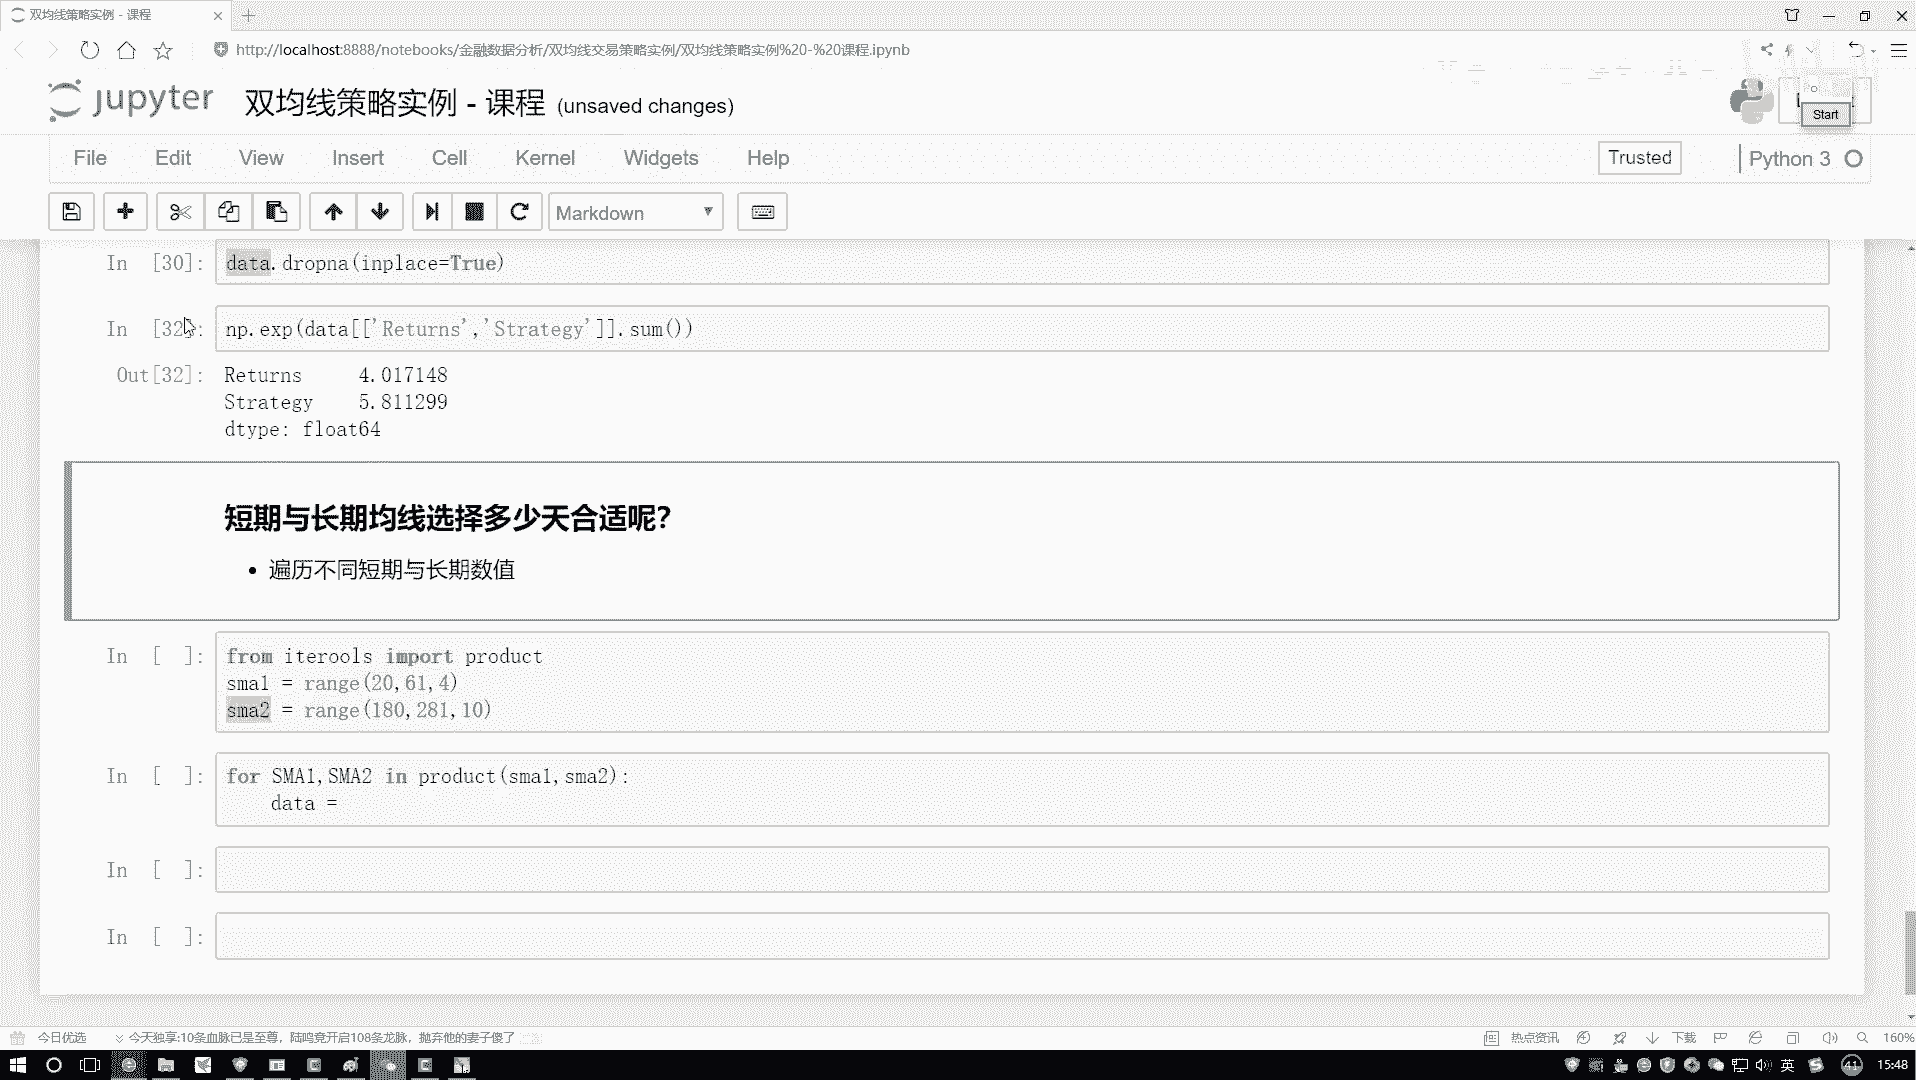 双均线策略实例 - 课程
http://localhost:8888/notebooks/金融数据分析/双均线交易策略实例/双均线策略实例%20-%20课程.ipynb
jupyter 双均线策略实例 - 课程 (unsaved changes)
Start
File Edit View Insert Cell Kernel Widgets Help Trusted Python 3
Markdown
In [30]: data.dropna(inplace=True)
In [32]: np.exp(data[['Returns','Strategy']].sum())
Out[32]: Returns 4.017148
Strategy 5.811299
dtype: float64
短期与长期均线选择多少天合适呢?
• 遍历不同短期与长期数值
In [ ]: from iterools import product
sma1 = range(20,61,4)
sma2 = range(180,281,10)
In [ ]: for SMA1,SMA2 in product(sma1,sma2):
data =
In [ ]:
In [ ]:
今日优选 今天独享:10条血脉已是至尊，陆鸣竟开启108条龙脉，抛弃他的妻子傻了 热点资讯 下载 160%
英 41 15:48